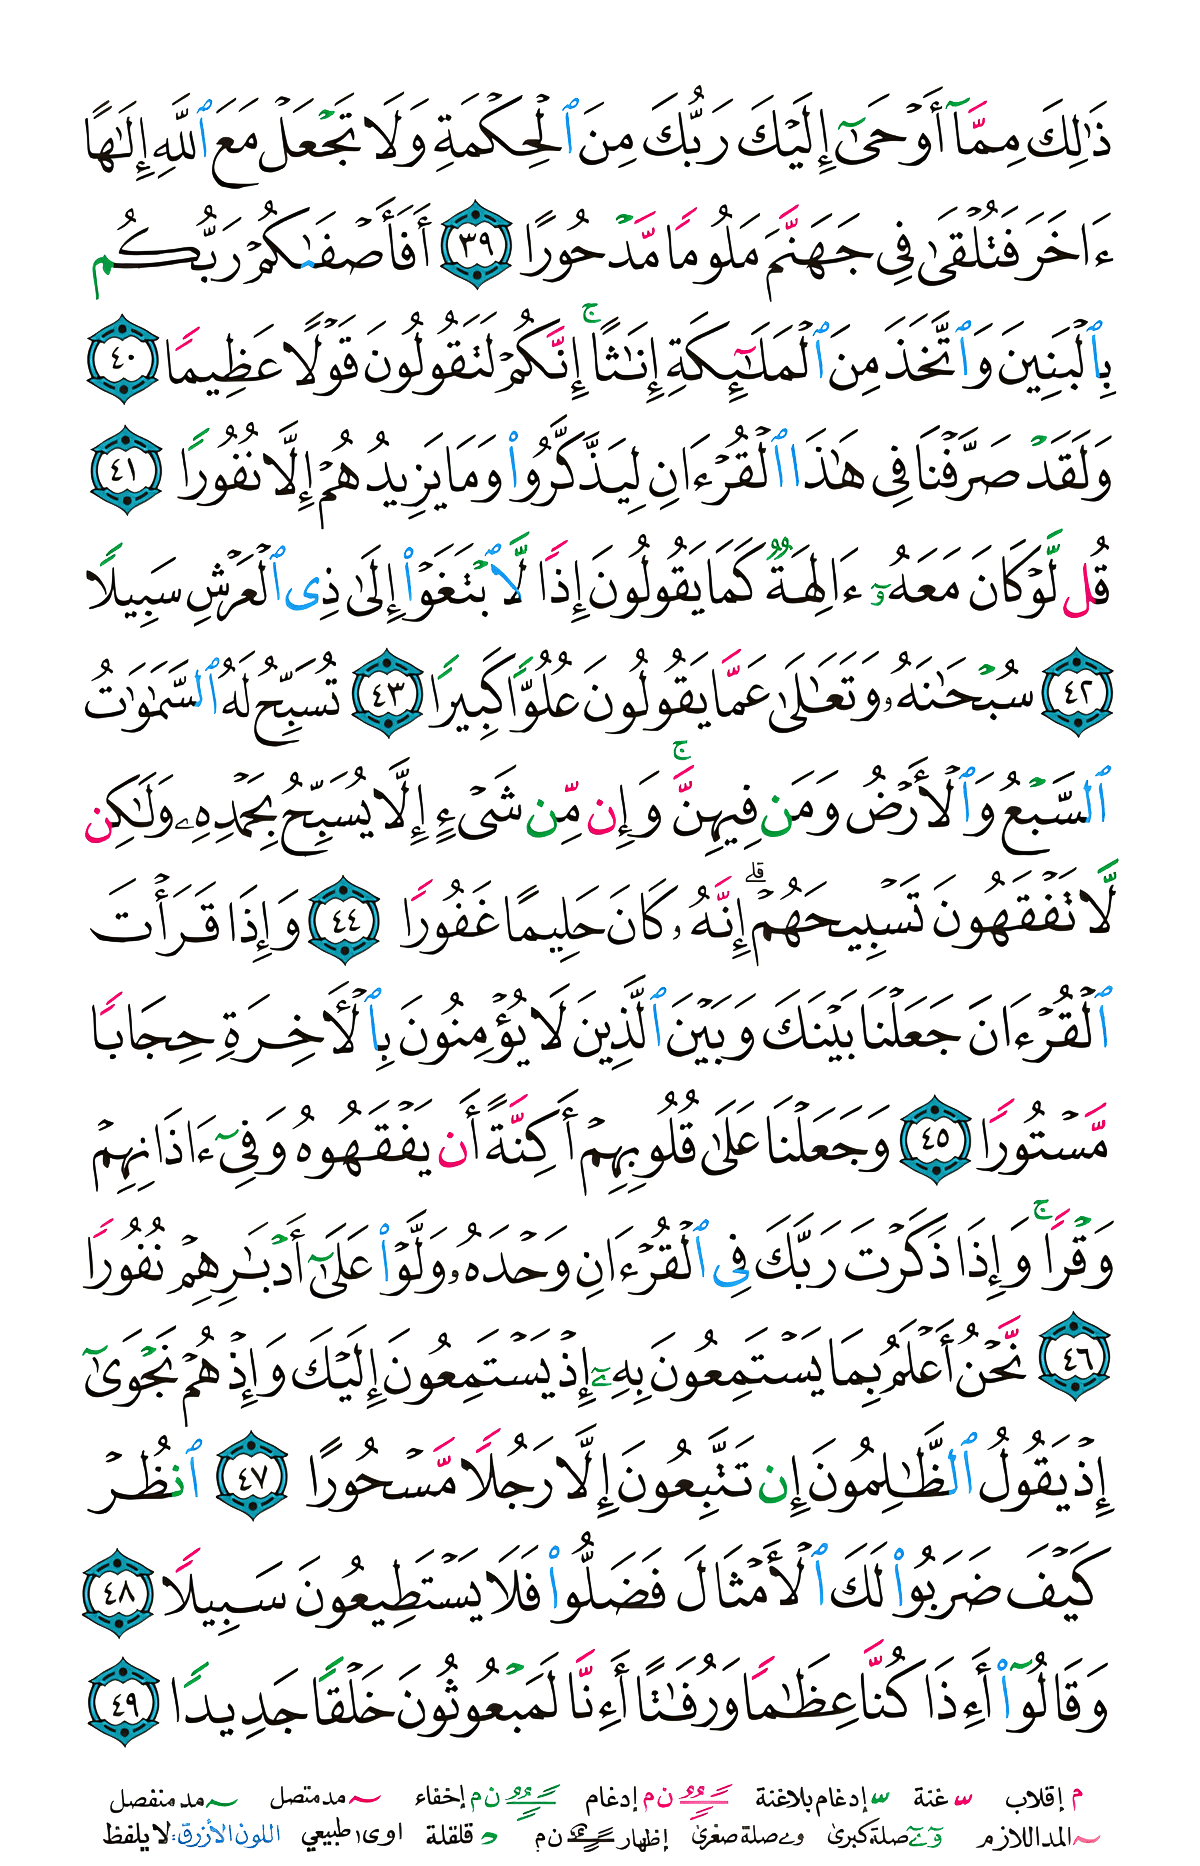 ذَٰلِكَ مِمَّآ أَوْحَىٰٓ إِلَيْكَ رَبُّكَ مِنَ ٱلْحِكْمَةِ وَلَا تَجْعَلْ مَعَ ٱللَّهِ إِلَٰهًا
ءَاخَرَ فَتُلْقَىٰ فِى جَهَنَّمَ مَلُومًا مَّدْحُورًا ٣٩ أَفَأَصْفَىٰكُمْ رَبُّكُم
بِٱلْبَنِينَ وَٱتَّخَذَ مِنَ ٱلْمَلَٰٓئِكَةِ إِنَٰثًا ۚ إِنَّكُمْ لَتَقُولُونَ قَوْلًا عَظِيمًا ٤٠
وَلَقَدْ صَرَّفْنَا فِى هَٰذَا ٱلْقُرْءَانِ لِيَذَّكَّرُوا۟ وَمَا يَزِيدُهُمْ إِلَّا نُفُورًا ٤١
قُل لَّوْ كَانَ مَعَهُۥٓ ءَالِهَةٌ كَمَا يَقُولُونَ إِذًا لَّٱبْتَغَوْا۟ إِلَىٰ ذِى ٱلْعَرْشِ سَبِيلًا
٤٢ سُبْحَٰنَهُۥ وَتَعَٰلَىٰ عَمَّا يَقُولُونَ عُلُوًّا كَبِيرًا ٤٣ تُسَبِّحُ لَهُ ٱلسَّمَٰوَٰتُ
ٱلسَّبْعُ وَٱلْأَرْضُ وَمَن فِيهِنَّ ۚ وَإِن مِّن شَىْءٍ إِلَّا يُسَبِّحُ بِحَمْدِهِۦ وَلَٰكِن
لَّا تَفْقَهُونَ تَسْبِيحَهُمْ ۗ إِنَّهُۥ كَانَ حَلِيمًا غَفُورًا ٤٤ وَإِذَا قَرَأْتَ
ٱلْقُرْءَانَ جَعَلْنَا بَيْنَكَ وَبَيْنَ ٱلَّذِينَ لَا يُؤْمِنُونَ بِٱلْأَخِرَةِ حِجَابًا
مَّسْتُورًا ٤٥ وَجَعَلْنَا عَلَىٰ قُلُوبِهِمْ أَكِنَّةً أَن يَفْقَهُوهُ وَفِىٓ ءَاذَانِهِمْ
وَقْرًا ۚ وَإِذَا ذَكَرْتَ رَبَّكَ فِى ٱلْقُرْءَانِ وَحْدَهُۥ وَلَّوْا۟ عَلَىٰٓ أَدْبَٰرِهِمْ نُفُورًا
٤٦ نَّحْنُ أَعْلَمُ بِمَا يَسْتَمِعُونَ بِهِۦٓ إِذْ يَسْتَمِعُونَ إِلَيْكَ وَإِذْ هُمْ نَجْوَىٰٓ
إِذْ يَقُولُ ٱلظَّٰلِمُونَ إِن تَتَّبِعُونَ إِلَّا رَجُلًا مَّسْحُورًا ٤٧ ٱنظُرْ
كَيْفَ ضَرَبُوا۟ لَكَ ٱلْأَمْثَالَ فَضَلُّوا۟ فَلَا يَسْتَطِيعُونَ سَبِيلًا ٤٨
وَقَالُوٓا۟ أَءِذَا كُنَّا عِظَٰمًا وَرُفَٰتًا أَءِنَّا لَمَبْعُوثُونَ خَلْقًا جَدِيدًا ٤٩
م إقلاب غنة إدغام بلاغنة ن م إدغام ن م إخفاء مد متصل مد منفصل
المد اللازم صلة كبرى وے صلة صغرى إظهار ن م قلقلة اوى ا طبيعي اللون الأزرق: لا يلفظ